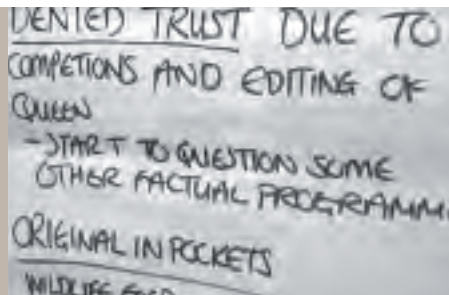 DENIED TRUST DUE TO
COMPETIONS AND EDITING OF
QUEEN
- START TO QUESTION SOME
OTHER FACTUAL PROGRAMM
ORIGINAL IN POCKETS
WILDLIFE